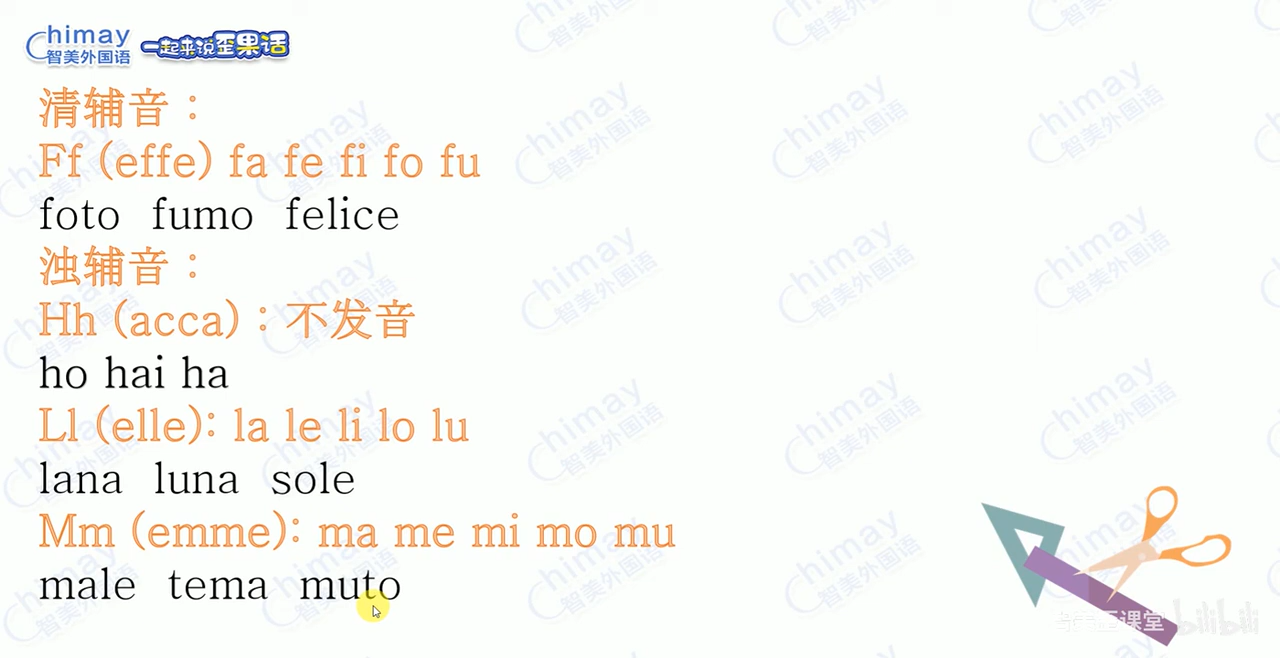 Chimay
智美外国语
一起来说歪果话
清辅音：
Ff (effe) fa fe fi fo fu
foto fumo felice
浊辅音：
Hh (acca)：不发音
ho hai ha
Ll (elle): la le li lo lu
lana luna sole
Mm (emme): ma me mi mo mu
male tema muto
bilibili